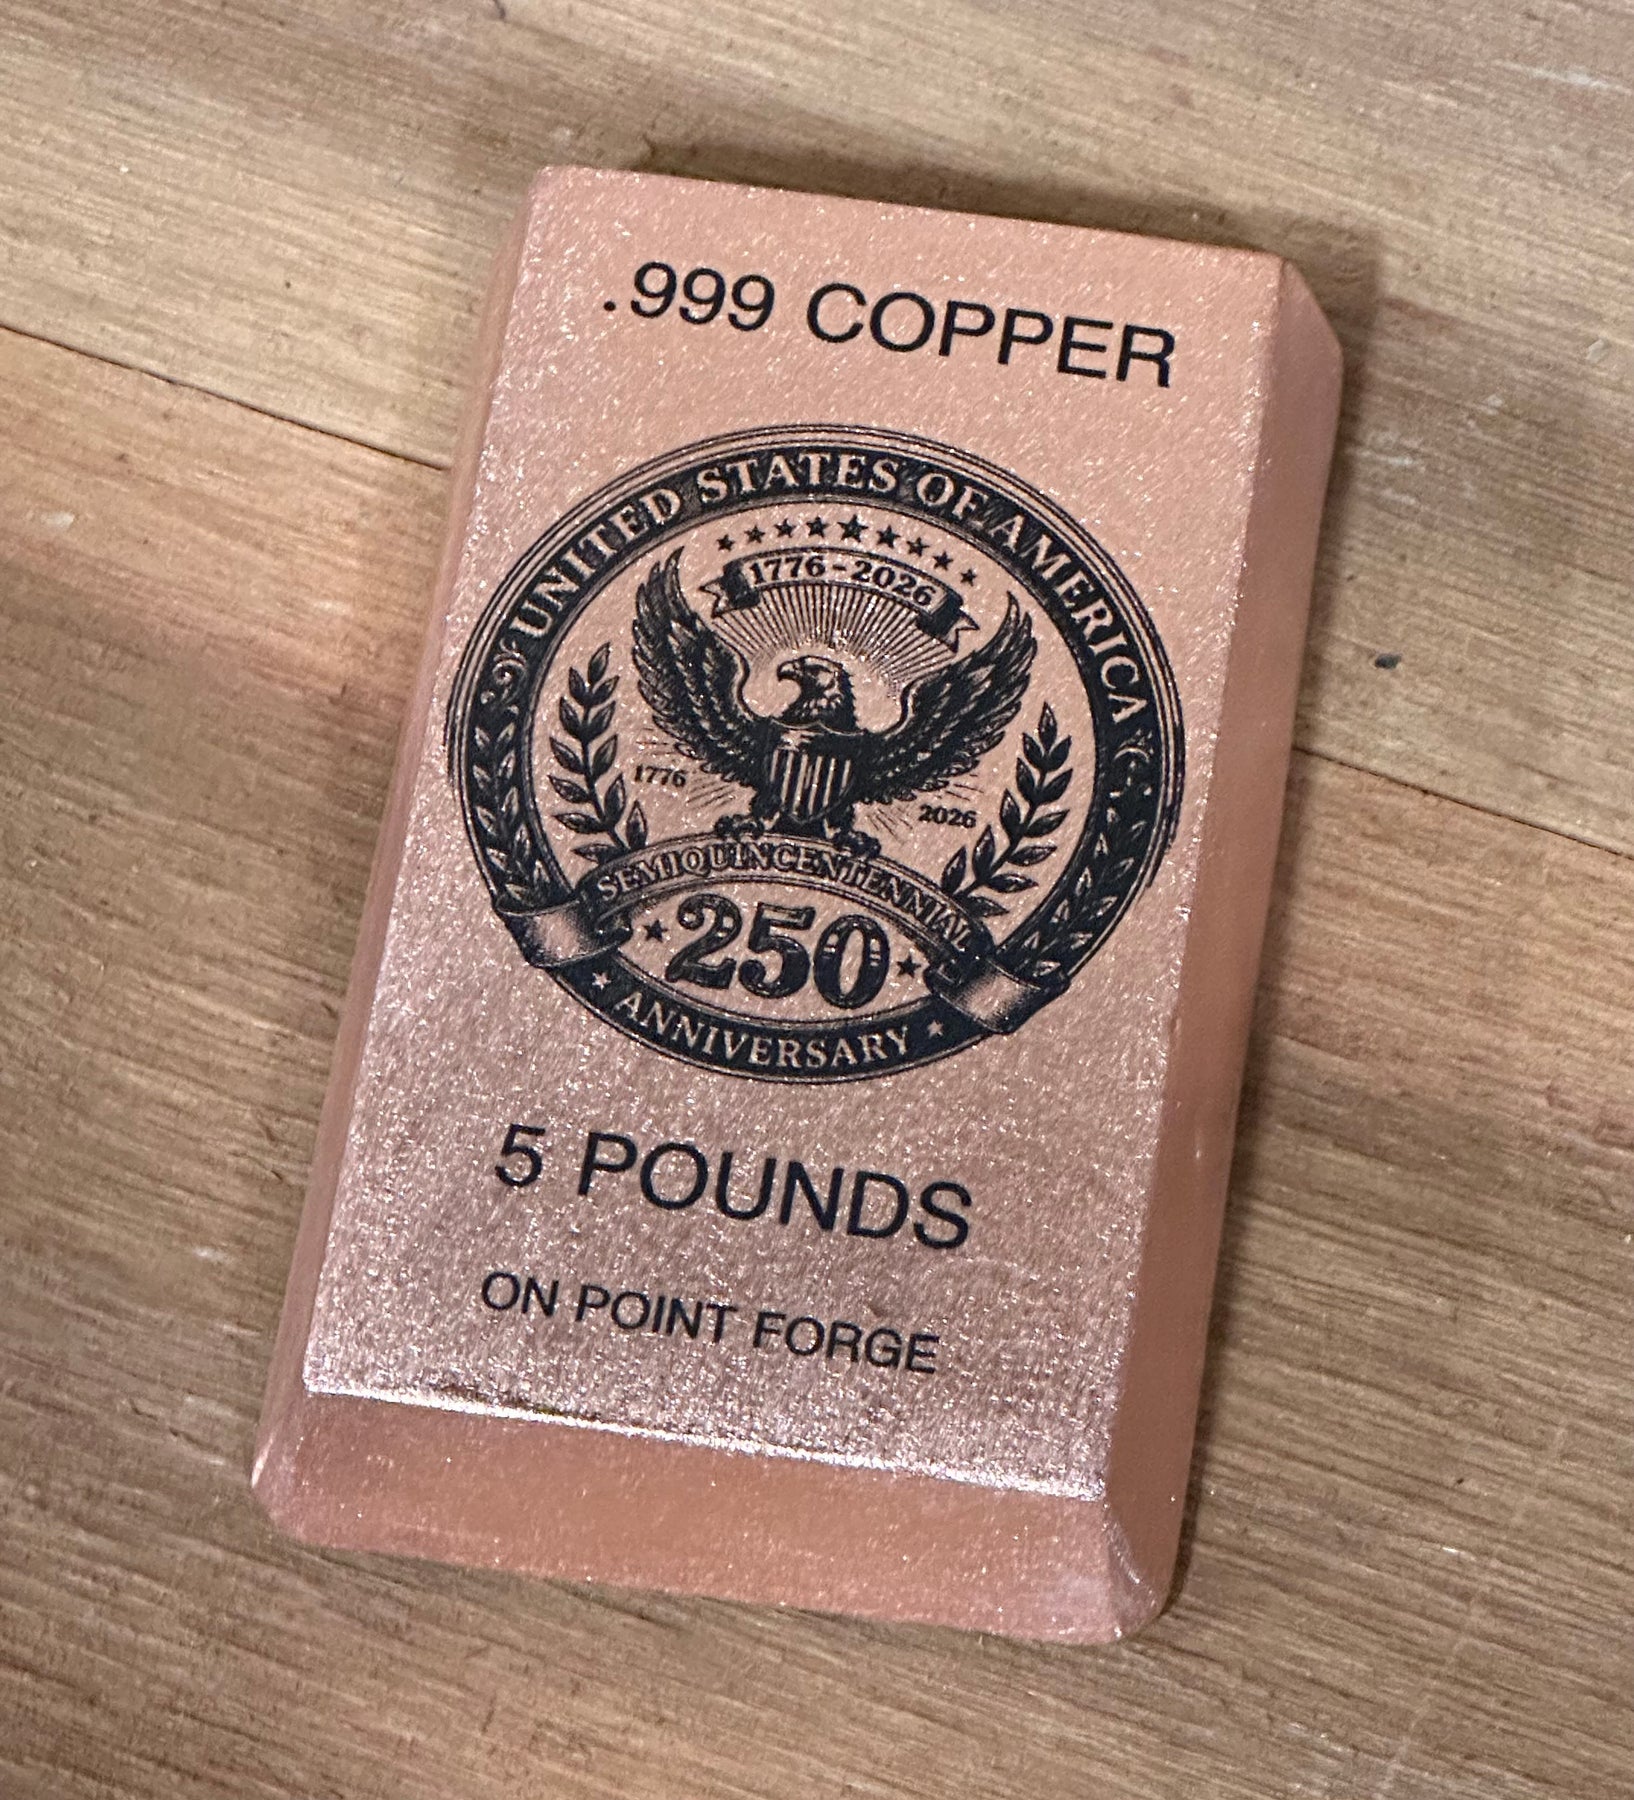 .999 COPPER
UNITED STATES OF AMERICA
1776-2026
1776
2026
SEMIQUINCENTENNIAL
250
ANNIVERSARY
5 POUNDS
ON POINT FORGE